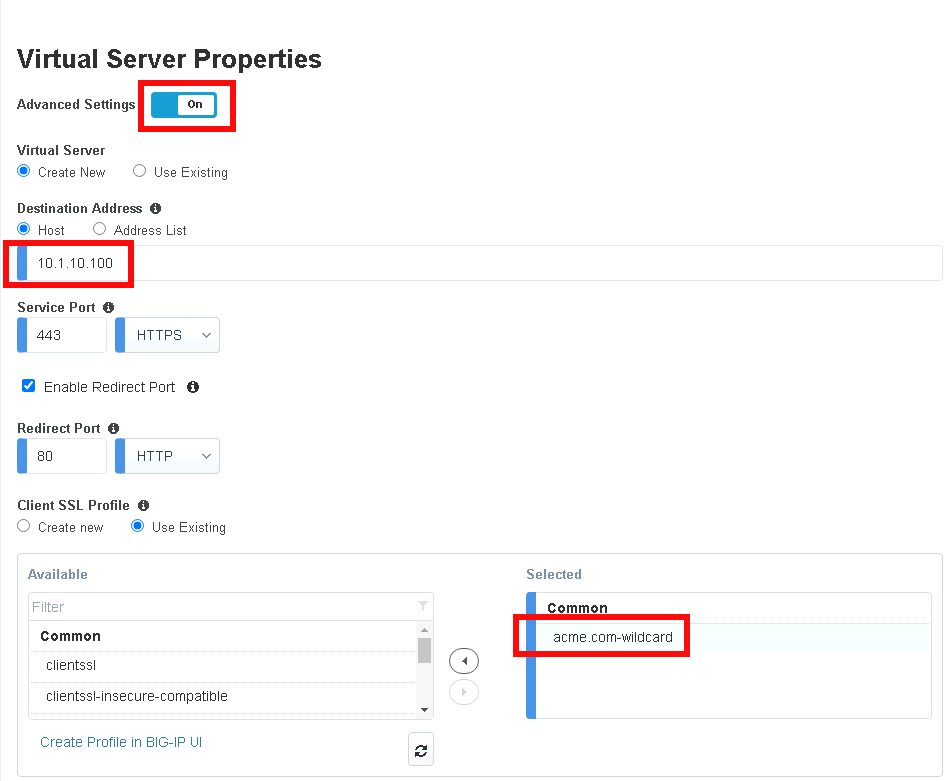 Virtual Server Properties
Advanced Settings On
Virtual Server
Create New Use Existing
Destination Address
Host Address List
10.1.10.100
Service Port
443 HTTPS
Enable Redirect Port
Redirect Port
80 HTTP
Client SSL Profile
Create new Use Existing
Available Selected
Filter
Common
clientssl
clientssl-insecure-compatible
Create Profile in BIG-IP UI
Common
acme.com-wildcard